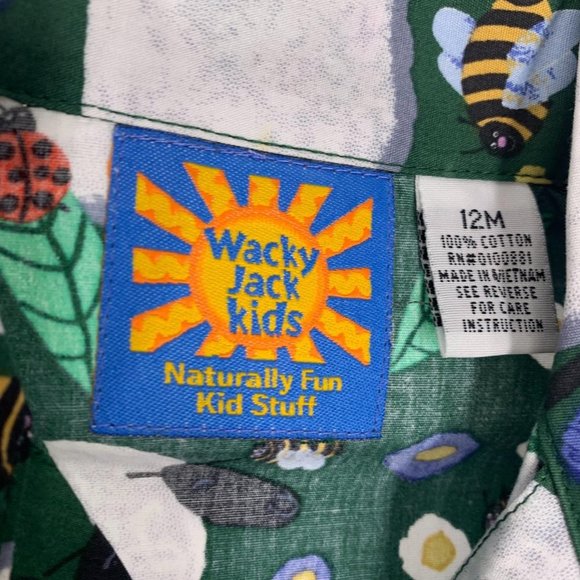 Wacky
Jack
kids
Naturally Fun
Kid Stuff
12M
100% COTTON
RN#0100881
MADE IN VIETNAM
SEE REVERSE
FOR CARE
INSTRUCTION